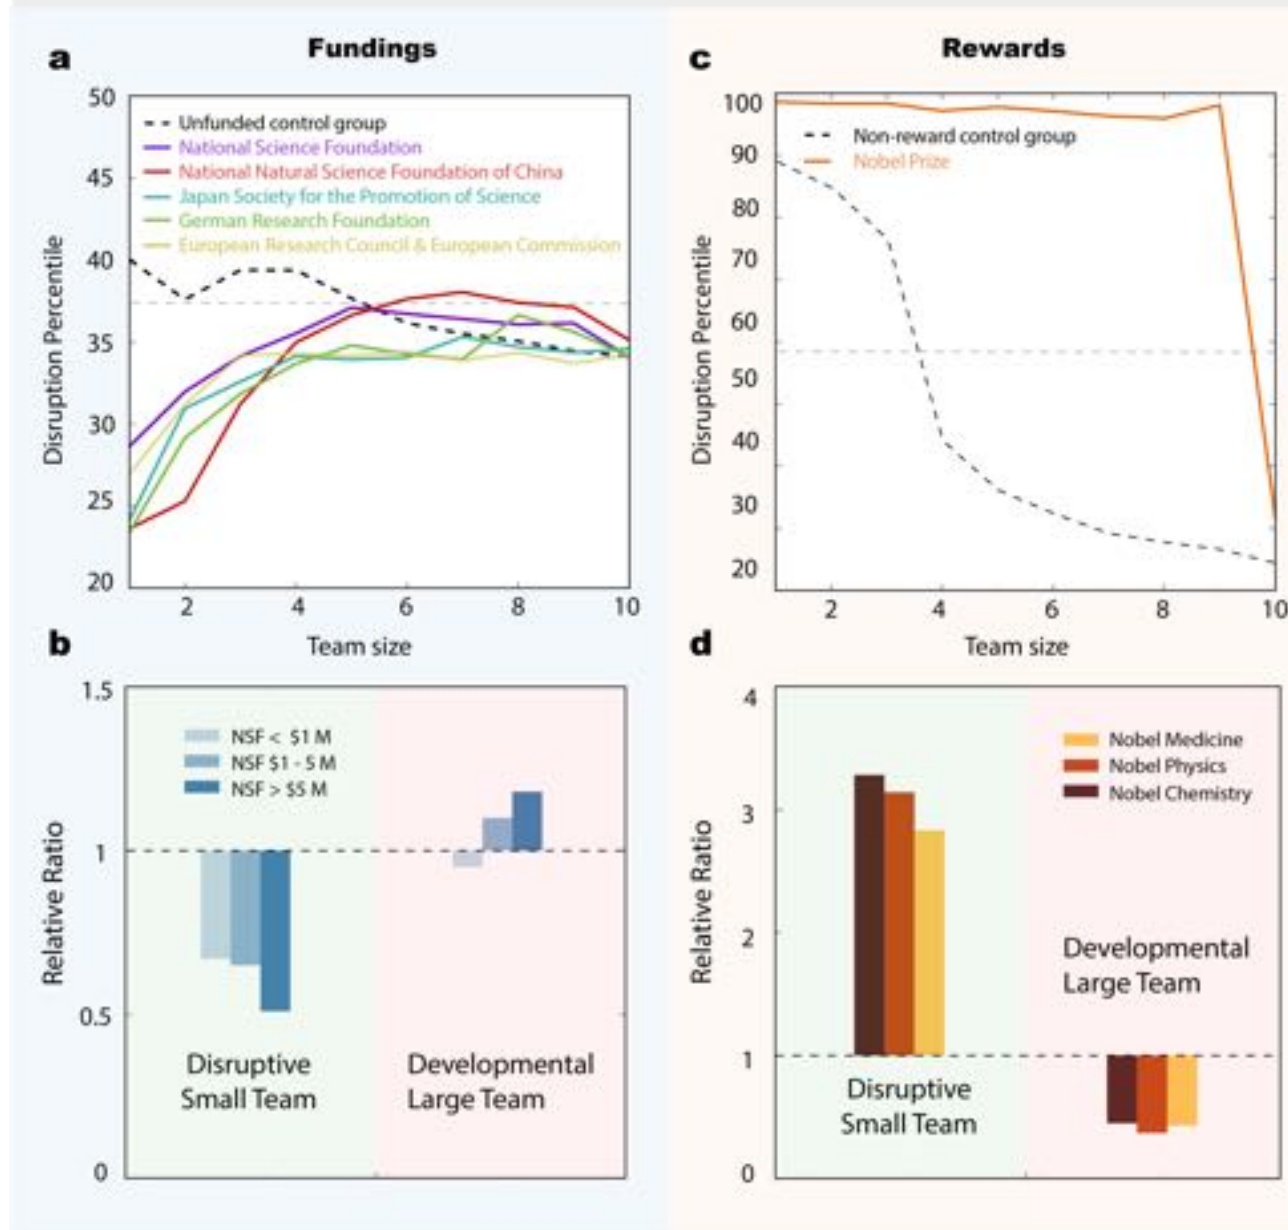 a
Fundings
50
45
40
35
30
25
20
Disruption Percentile
Unfunded control group
National Science Foundation
National Natural Science Foundation of China
Japan Society for the Promotion of Science
German Research Foundation
European Research Council & European Commission
2 4 6 8 10
Team size
c
Rewards
100
90
80
70
60
50
40
30
20
Disruption Percentile
Non-reward control group
Nobel Prize
2 4 6 8 10
Team size
b
1.5
1
0.5
0
Relative Ratio
NSF < $1 M
NSF $1 - 5 M
NSF > $5 M
Disruptive
Small Team
Developmental
Large Team
d
4
3
2
1
0
Relative Ratio
Nobel Medicine
Nobel Physics
Nobel Chemistry
Developmental
Large Team
Disruptive
Small Team